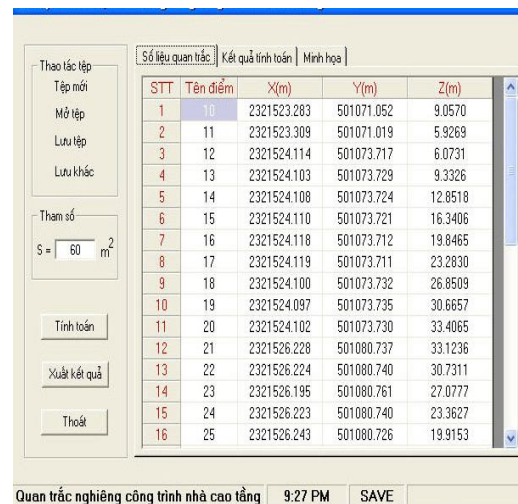 Thao tác tệp
Tệp mới
Mở tệp
Lưu tệp
Lưu khác
Tham số
S = 60 m2
Tính toán
Xuất kết quả
Thoát
Số liệu quan trắc Kết quả tính toán Minh họa
STT Tên điểm X(m) Y(m) Z(m)
1 10 2321523.283 501071.052 9.0570
2 11 2321523.309 501071.019 5.9269
3 12 2321524.114 501073.717 6.0731
4 13 2321524.103 501073.729 9.3326
5 14 2321524.108 501073.724 12.8518
6 15 2321524.110 501073.721 16.3406
7 16 2321524.118 501073.712 19.8465
8 17 2321524.119 501073.711 23.2830
9 18 2321524.100 501073.732 26.8509
10 19 2321524.097 501073.735 30.6657
11 20 2321524.102 501073.730 33.4065
12 21 2321526.228 501080.737 33.1236
13 22 2321526.224 501080.740 30.7311
14 23 2321526.195 501080.761 27.0777
15 24 2321526.223 501080.740 23.3627
16 25 2321526.243 501080.726 19.9153
Quan trắc nghiêng công trình nhà cao tầng 9:27 PM SAVE